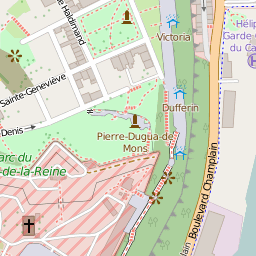 Haldimand
Victoria
Hélip
Garde
du Ca
Sainte-Geneviève
Dufferin
Denis
Pierre-Dugua-de-
Mons
arc du
-de-la-Reine
Boulevard Champlain
lain